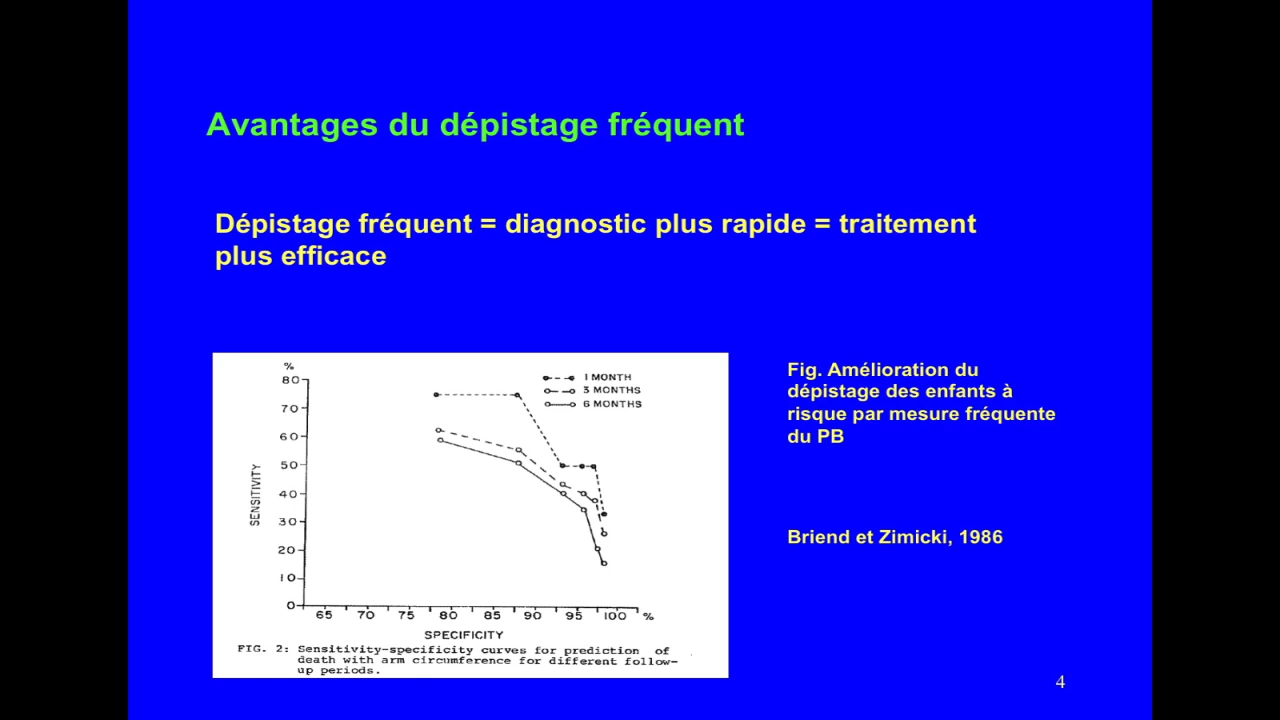 Avantages du dépistage fréquent
Dépistage fréquent = diagnostic plus rapide = traitement
plus efficace
%
80
70
60
50
40
30
20
10
0
SENSITIVITY
1 MONTH
3 MONTHS
6 MONTHS
65 70 75 80 85 90 95 100 %
SPECIFICITY
FIG. 2: Sensitivity-specificity curves for prediction of
death with arm circumference for different follow-
up periods.
Fig. Amélioration du
dépistage des enfants à
risque par mesure fréquente
du PB
Briend et Zimicki, 1986
4